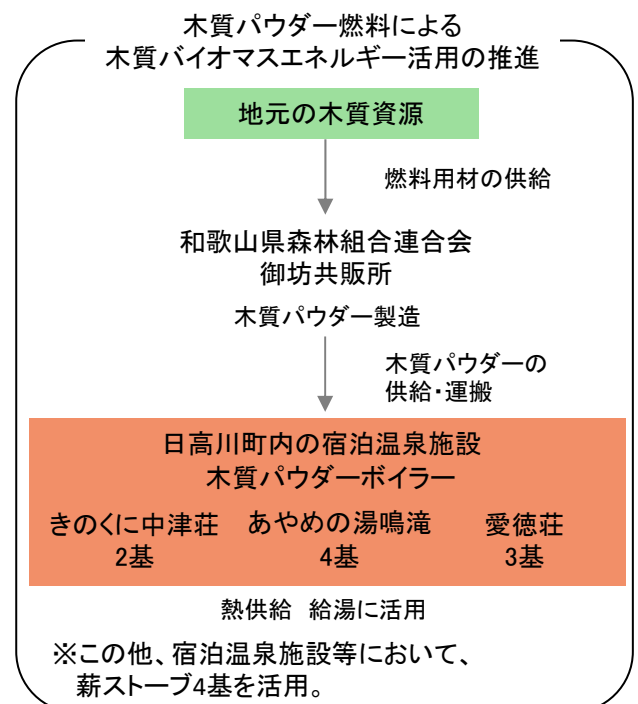 木質パウダー燃料による
木質バイオマスエネルギー活用の推進
地元の木質資源
燃料用材の供給
和歌山県森林組合連合会
御坊共販所
木質パウダー製造
木質パウダーの
供給・運搬
日高川町内の宿泊温泉施設
木質パウダーボイラー
きのくに中津荘 あやめの湯鳴滝 愛徳荘
2基 4基 3基
熱供給 給湯に活用
※この他、宿泊温泉施設等において、
薪ストーブ4基を活用。